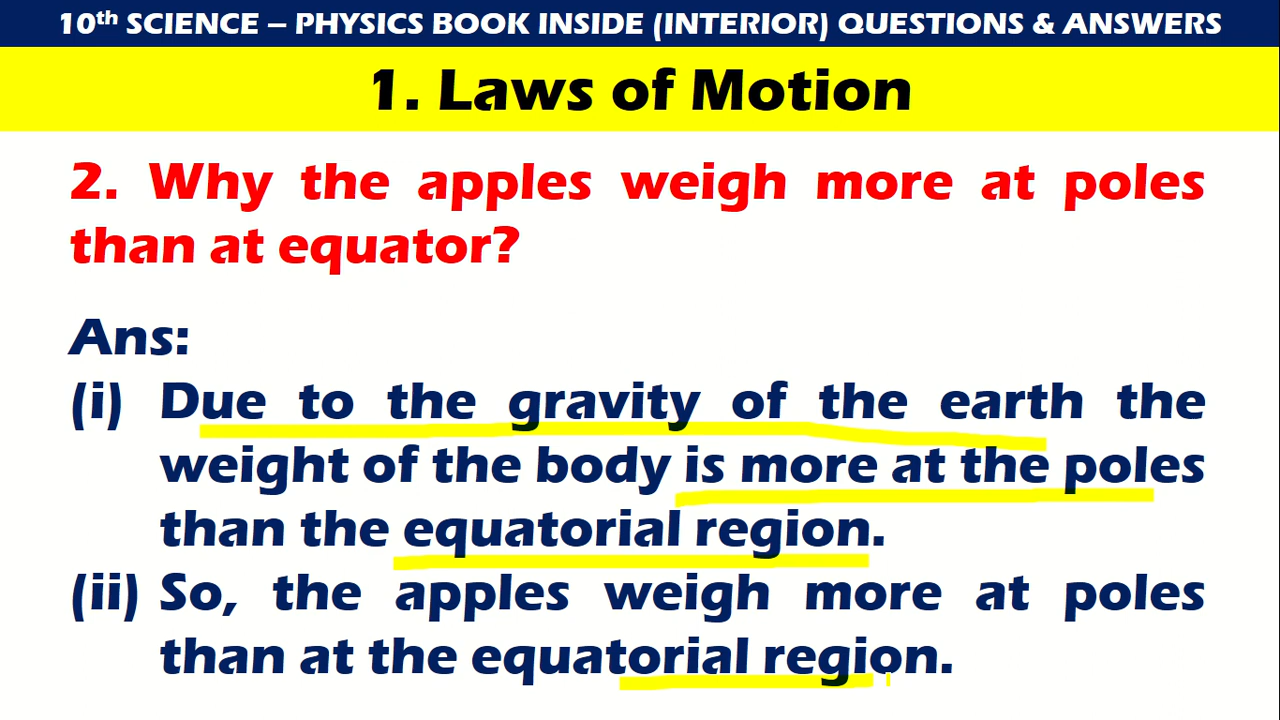 10th SCIENCE – PHYSICS BOOK INSIDE (INTERIOR) QUESTIONS & ANSWERS
1. Laws of Motion
2. Why the apples weigh more at poles
than at equator?
Ans:
(i) Due to the gravity of the earth the
weight of the body is more at the poles
than the equatorial region.
(ii) So, the apples weigh more at poles
than at the equatorial region.